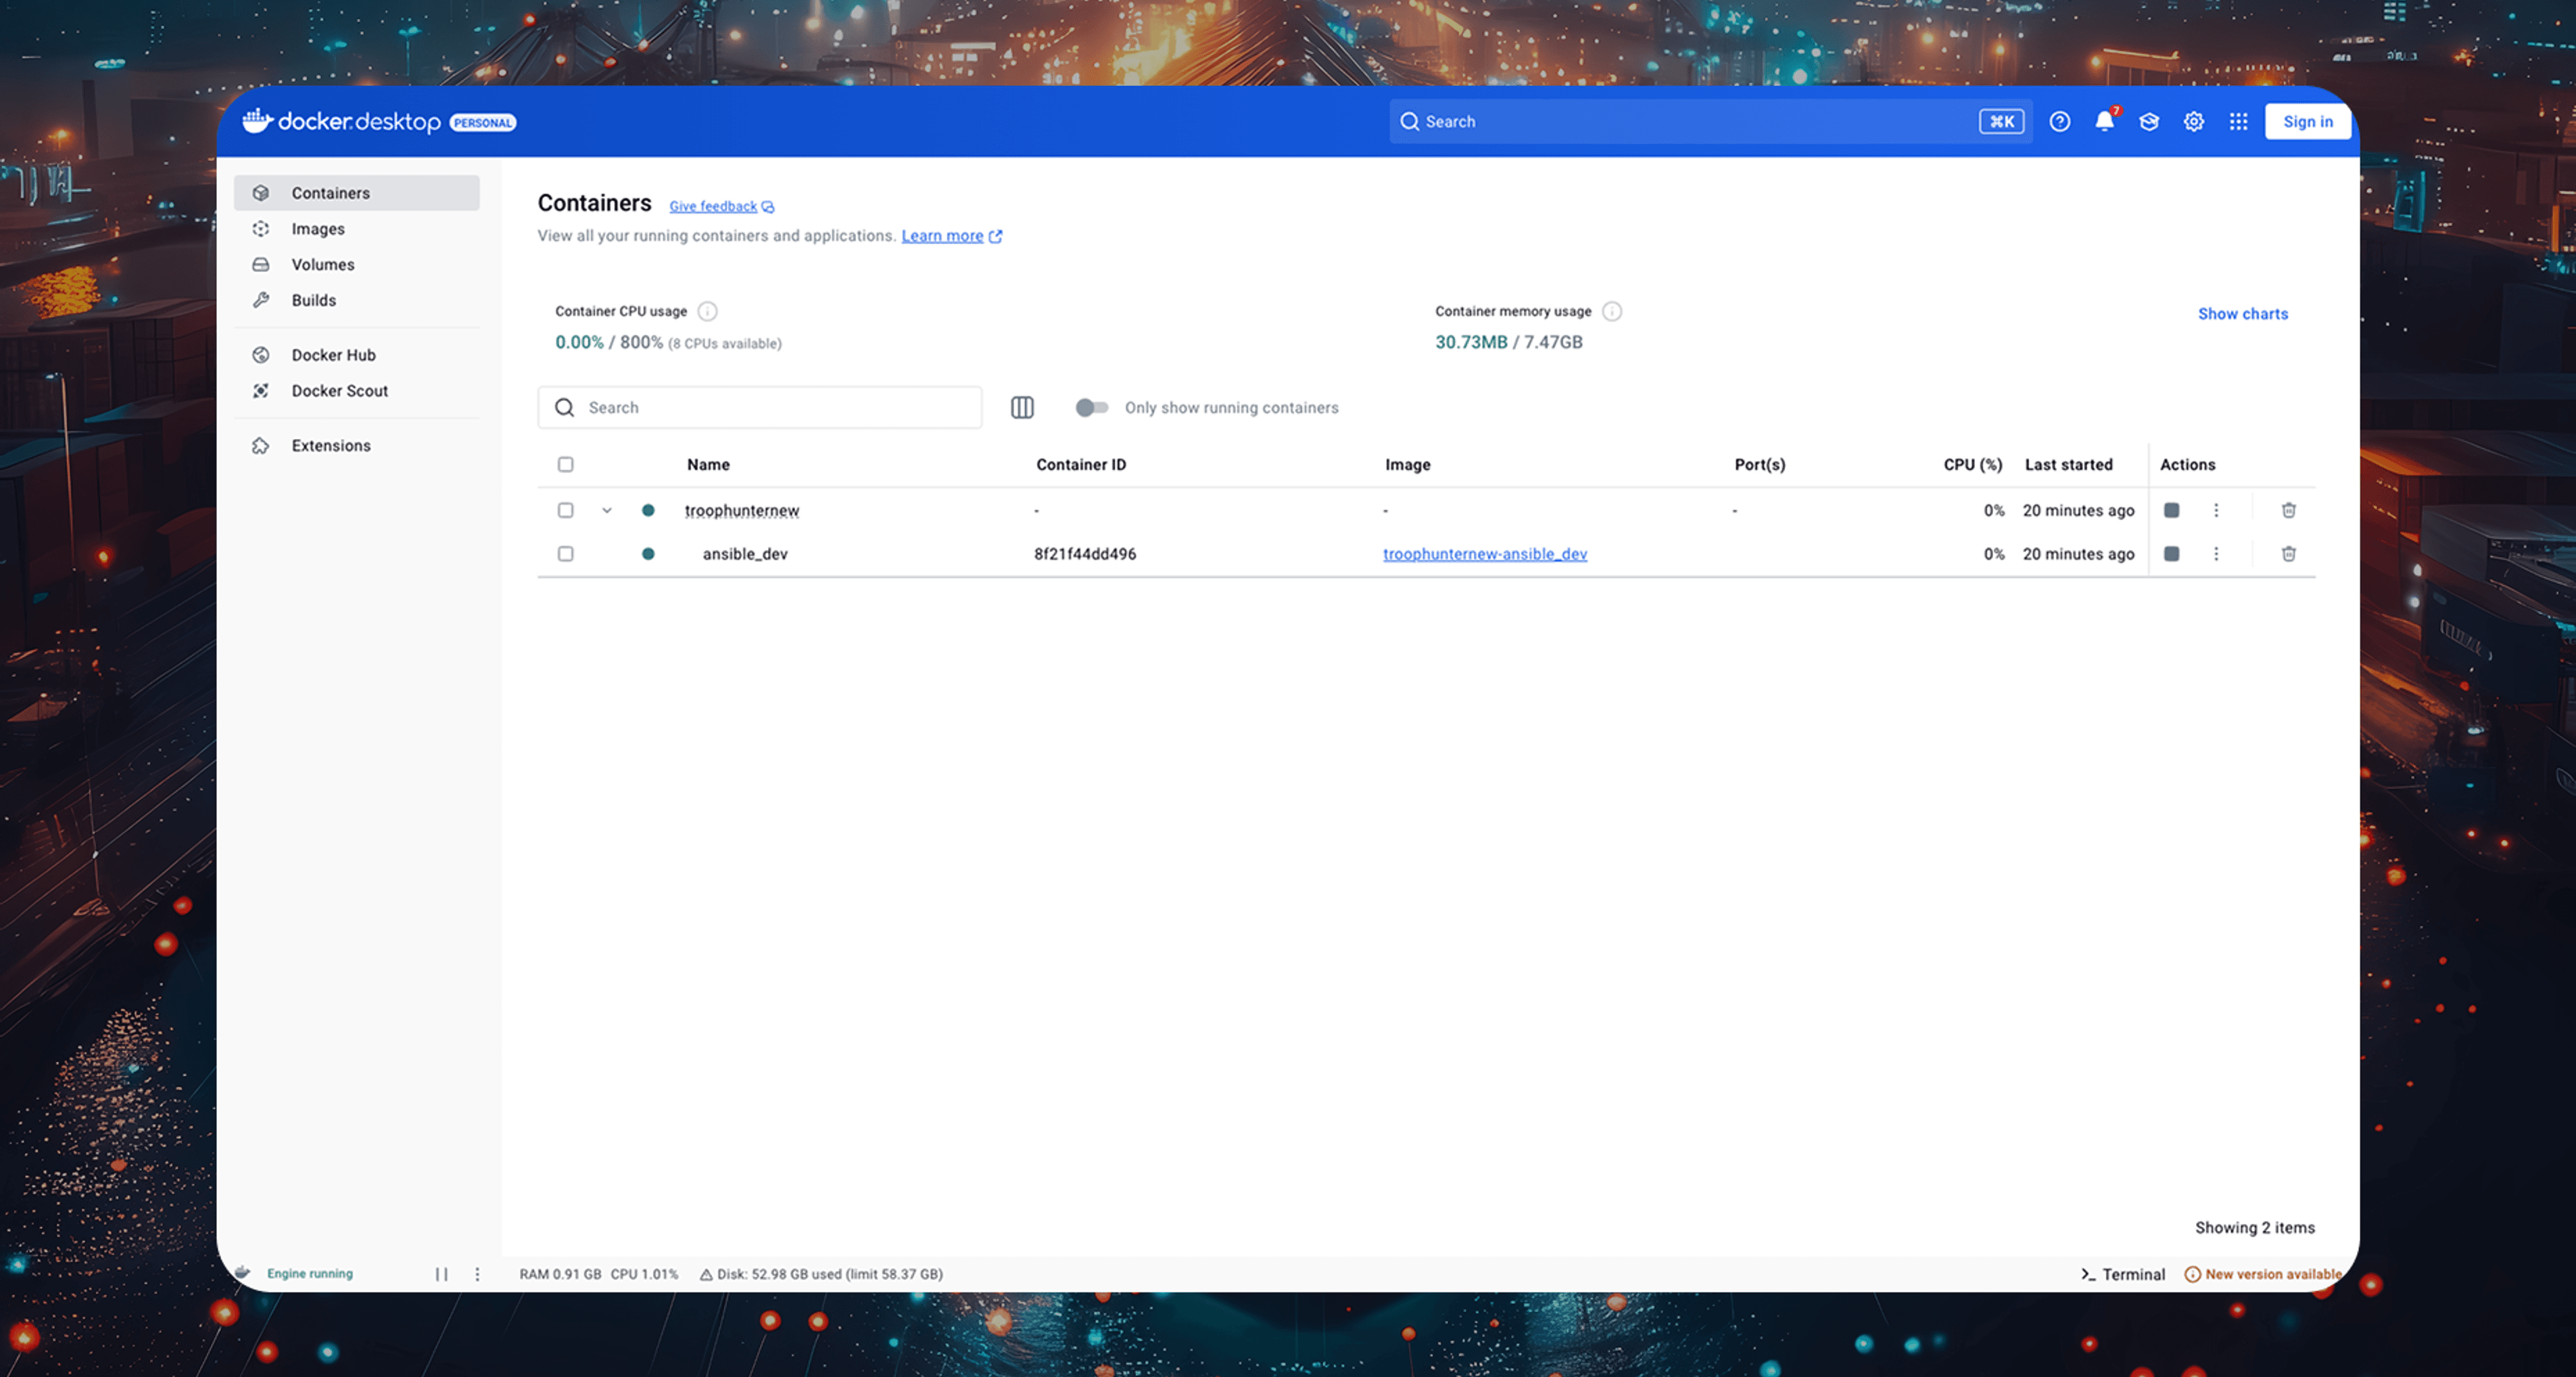 docker.desktop PERSONAL
Search ⌘K 7 Sign in
Containers
Images
Volumes
Builds
Docker Hub
Docker Scout
Extensions
Containers Give feedback
View all your running containers and applications. Learn more
Container CPU usage
0.00% / 800% (8 CPUs available)
Container memory usage
30.73MB / 7.47GB
Show charts
Search
Only show running containers
Name Container ID Image Port(s) CPU (%) Last started Actions
troophunternew - - - 0% 20 minutes ago
ansible_dev 8f21f44dd496 troophunternew-ansible_dev 0% 20 minutes ago
Showing 2 items
Engine running RAM 0.91 GB CPU 1.01% Disk: 52.98 GB used (limit 58.37 GB) Terminal New version available